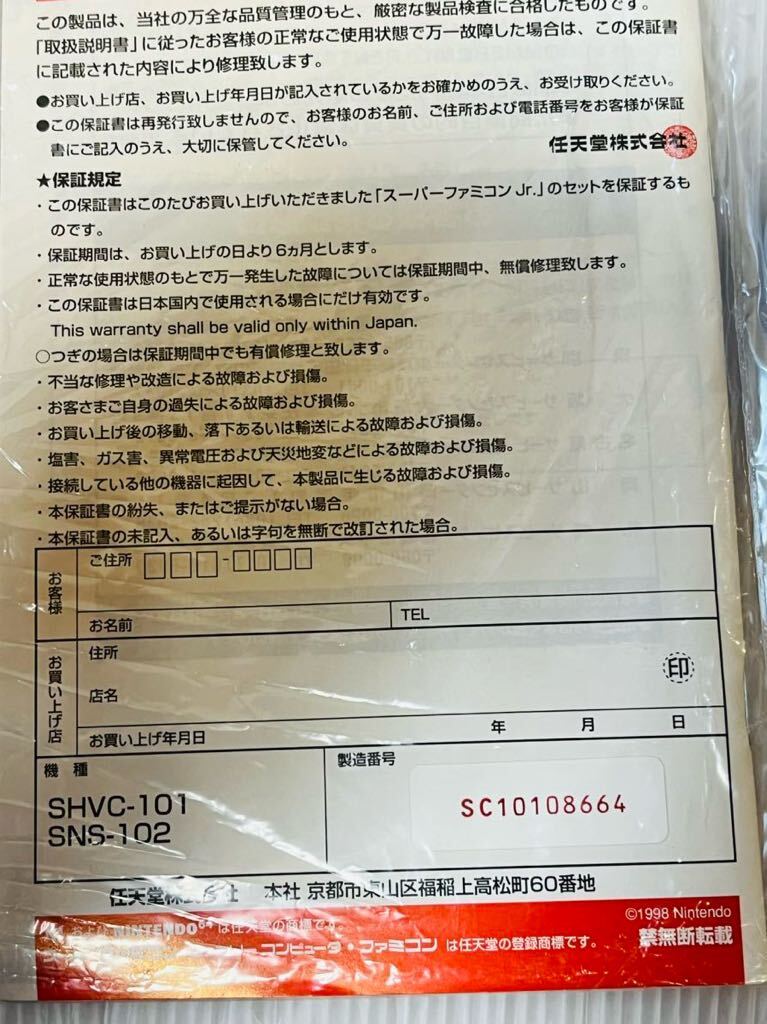 この製品は、当社の万全な品質管理のもと、厳密な製品検査に合格したものです。
「取扱説明書」に従ったお客様の正常なご使用状態で万一故障した場合は、この保証書
に記載された内容により修理致します。
●お買い上げ店、お買い上げ年月日が記入されているかをお確かめのうえ、お受け取りください。
●この保証書は再発行致しませんので、お客様のお名前、ご住所および電話番号をお客様が保証
書にご記入のうえ、大切に保管してください。
任天堂株式会社
★保証規定
・この保証書はこのたびお買い上げいただきました「スーパーファミコン Jr.」のセットを保証するも
のです。
・保証期間は、お買い上げの日より6ヵ月とします。
・正常な使用状態のもとで万一発生した故障については保証期間中、無償修理致します。
・この保証書は日本国内で使用される場合にだけ有効です。
This warranty shall be valid only within Japan.
○つぎの場合は保証期間中でも有償修理と致します。
・不当な修理や改造による故障および損傷。
・お客さまご自身の過失による故障および損傷。
・お買い上げ後の移動、落下あるいは輸送による故障および損傷。
・塩害、ガス害、異常電圧および天災地変などによる故障および損傷。
・接続している他の機器に起因して、本製品に生じる故障および損傷。
・本保証書の紛失、またはご提示がない場合。
・本保証書の未記入、あるいは字句を無断で改訂された場合。
お客様
ご住所 □□□-□□□□
お名前
TEL
お買い上げ店
住所
印
店名
お買い上げ年月日 年 月 日
機種
SHVC-101
SNS-102
製造番号
SC10108664
任天堂株式会社 本社 京都市東山区福稲上高松町60番地
©1998 Nintendo
および NINTENDO64 は任天堂の商標です。
コンピュータ・ファミコン は任天堂の登録商標です。
禁無断転載